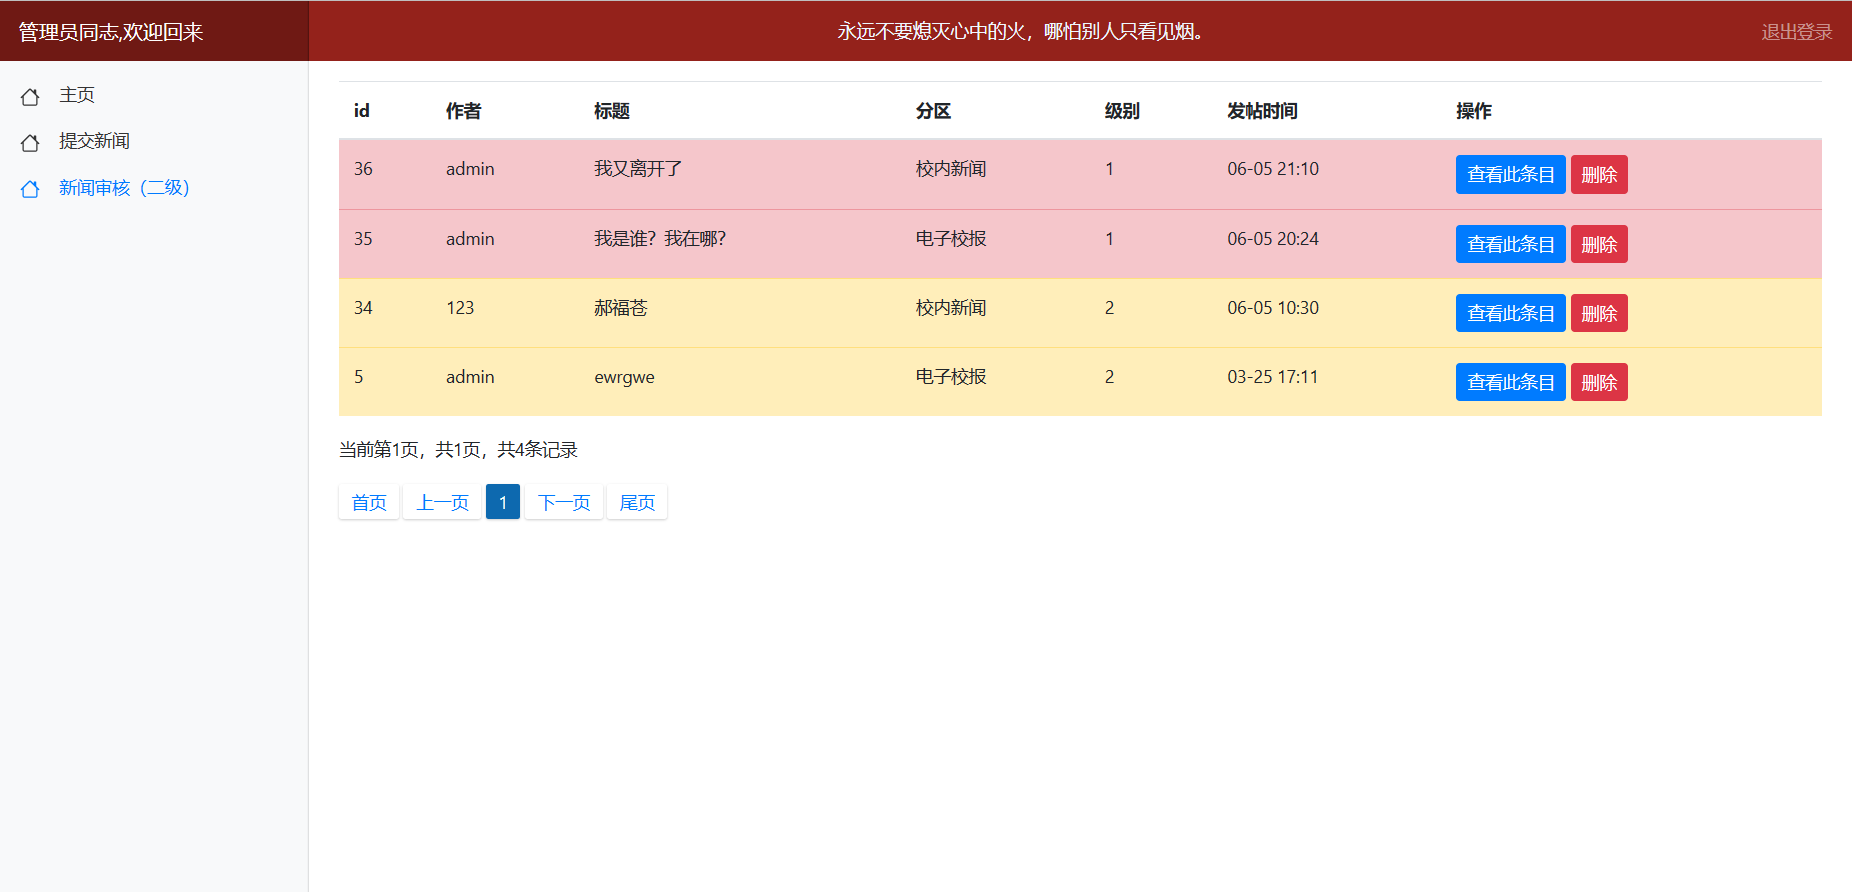 管理员同志,欢迎回来
永远不要熄灭心中的火，哪怕别人只看见烟。
退出登录
主页
提交新闻
新闻审核（二级）
id 作者 标题 分区 级别 发帖时间 操作
36 admin 我又离开了 校内新闻 1 06-05 21:10 查看此条目 删除
35 admin 我是谁？我在哪？ 电子校报 1 06-05 20:24 查看此条目 删除
34 123 郝福苍 校内新闻 2 06-05 10:30 查看此条目 删除
5 admin ewrgwe 电子校报 2 03-25 17:11 查看此条目 删除
当前第1页，共1页，共4条记录
首页 上一页 1 下一页 尾页